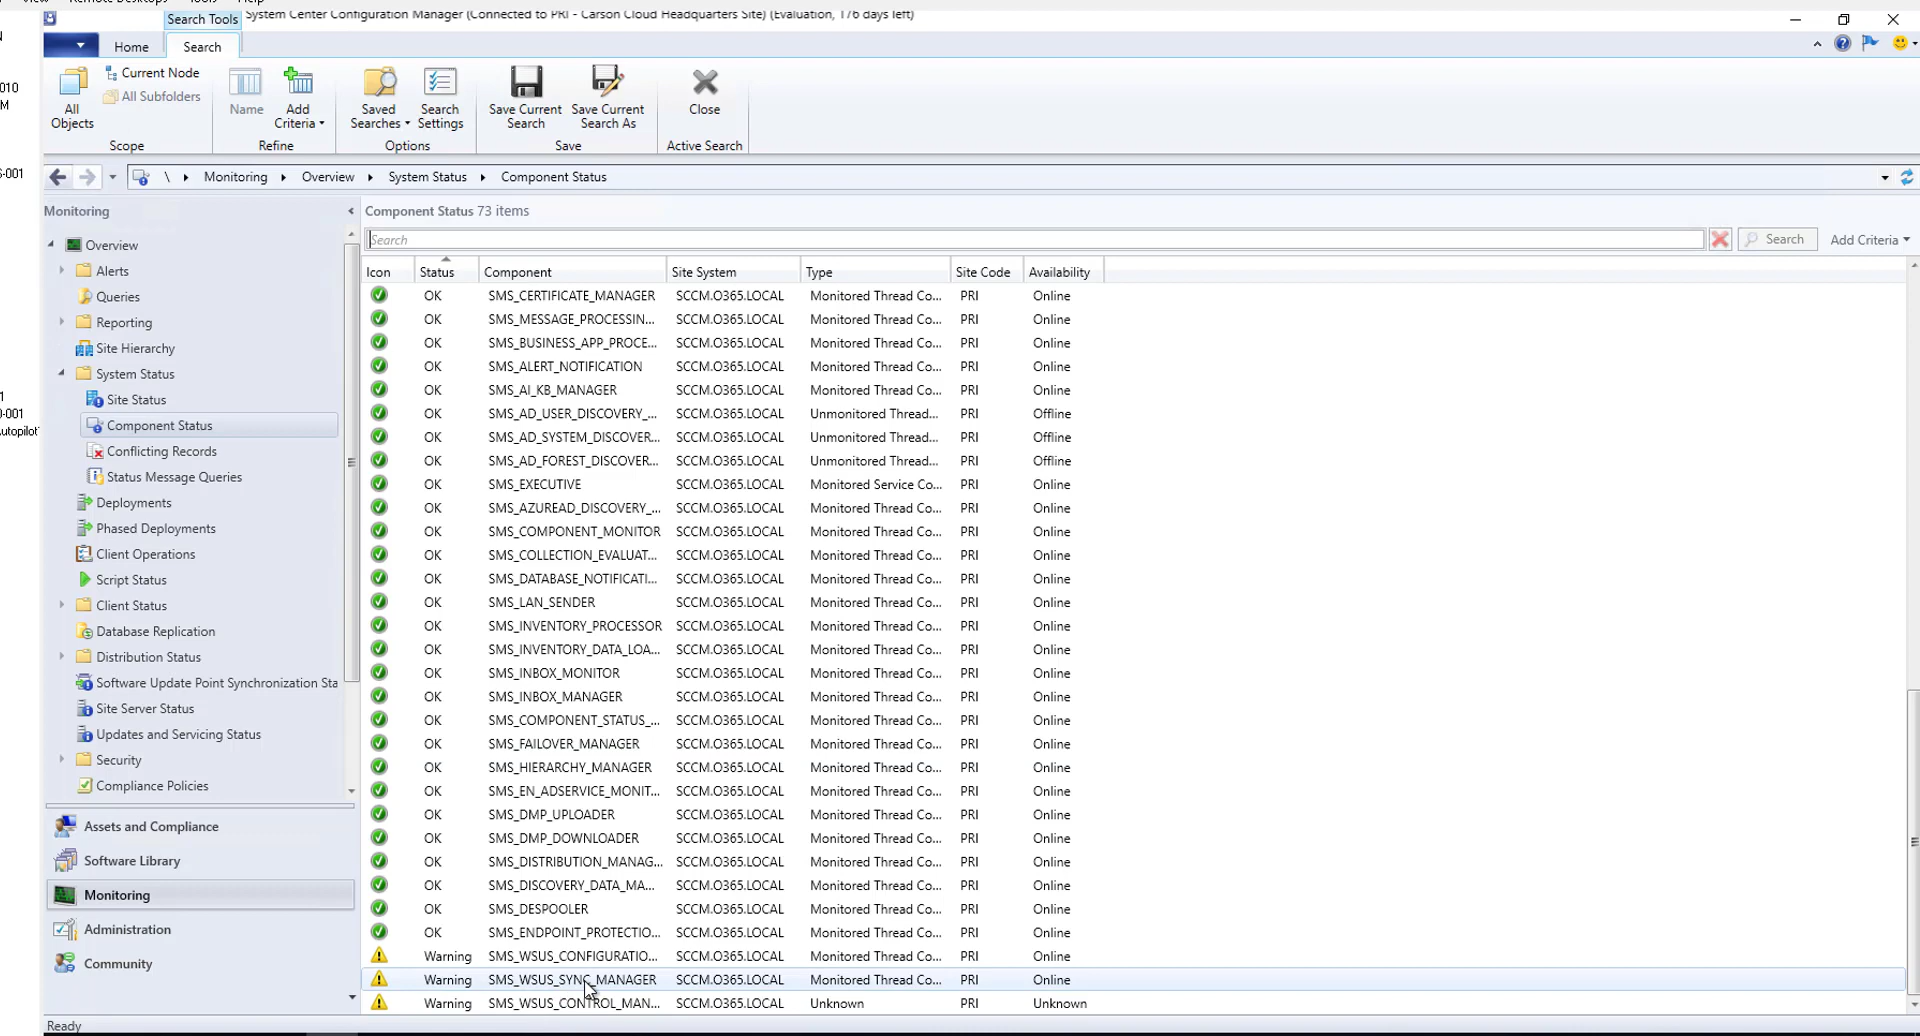 View Remote Desktops Tools Help
Search Tools System Center Configuration Manager (Connected to PRI - Carson Cloud Headquarters Site) (Evaluation, 176 days left)
Home Search
All Objects
Current Node
All Subfolders
Scope
Name
Add Criteria
Refine
Saved Searches
Search Settings
Options
Save Current Search
Save Current Search As
Save
Close
Active Search
010
M
S-001
1
0-001
utopilot
\ Monitoring Overview System Status Component Status
Monitoring
Overview
Alerts
Queries
Reporting
Site Hierarchy
System Status
Site Status
Component Status
Conflicting Records
Status Message Queries
Deployments
Phased Deployments
Client Operations
Script Status
Client Status
Database Replication
Distribution Status
Software Update Point Synchronization Sta
Site Server Status
Updates and Servicing Status
Security
Compliance Policies
Assets and Compliance
Software Library
Monitoring
Administration
Community
Component Status 73 items
Search Search Add Criteria
Icon Status Component Site System Type Site Code Availability
OK SMS_CERTIFICATE_MANAGER SCCM.O365.LOCAL Monitored Thread Co... PRI Online
OK SMS_MESSAGE_PROCESSIN... SCCM.O365.LOCAL Monitored Thread Co... PRI Online
OK SMS_BUSINESS_APP_PROCE... SCCM.O365.LOCAL Monitored Thread Co... PRI Online
OK SMS_ALERT_NOTIFICATION SCCM.O365.LOCAL Monitored Thread Co... PRI Online
OK SMS_AI_KB_MANAGER SCCM.O365.LOCAL Monitored Thread Co... PRI Online
OK SMS_AD_USER_DISCOVERY_... SCCM.O365.LOCAL Unmonitored Thread... PRI Offline
OK SMS_AD_SYSTEM_DISCOVER... SCCM.O365.LOCAL Unmonitored Thread... PRI Offline
OK SMS_AD_FOREST_DISCOVER... SCCM.O365.LOCAL Unmonitored Thread... PRI Offline
OK SMS_EXECUTIVE SCCM.O365.LOCAL Monitored Service Co... PRI Online
OK SMS_AZUREAD_DISCOVERY_... SCCM.O365.LOCAL Monitored Thread Co... PRI Online
OK SMS_COMPONENT_MONITOR SCCM.O365.LOCAL Monitored Thread Co... PRI Online
OK SMS_COLLECTION_EVALUAT... SCCM.O365.LOCAL Monitored Thread Co... PRI Online
OK SMS_DATABASE_NOTIFICATI... SCCM.O365.LOCAL Monitored Thread Co... PRI Online
OK SMS_LAN_SENDER SCCM.O365.LOCAL Monitored Thread Co... PRI Online
OK SMS_INVENTORY_PROCESSOR SCCM.O365.LOCAL Monitored Thread Co... PRI Online
OK SMS_INVENTORY_DATA_LOA... SCCM.O365.LOCAL Monitored Thread Co... PRI Online
OK SMS_INBOX_MONITOR SCCM.O365.LOCAL Monitored Thread Co... PRI Online
OK SMS_INBOX_MANAGER SCCM.O365.LOCAL Monitored Thread Co... PRI Online
OK SMS_COMPONENT_STATUS_... SCCM.O365.LOCAL Monitored Thread Co... PRI Online
OK SMS_FAILOVER_MANAGER SCCM.O365.LOCAL Monitored Thread Co... PRI Online
OK SMS_HIERARCHY_MANAGER SCCM.O365.LOCAL Monitored Thread Co... PRI Online
OK SMS_EN_ADSERVICE_MONIT... SCCM.O365.LOCAL Monitored Thread Co... PRI Online
OK SMS_DMP_UPLOADER SCCM.O365.LOCAL Monitored Thread Co... PRI Online
OK SMS_DMP_DOWNLOADER SCCM.O365.LOCAL Monitored Thread Co... PRI Online
OK SMS_DISTRIBUTION_MANAG... SCCM.O365.LOCAL Monitored Thread Co... PRI Online
OK SMS_DISCOVERY_DATA_MA... SCCM.O365.LOCAL Monitored Thread Co... PRI Online
OK SMS_DESPOOLER SCCM.O365.LOCAL Monitored Thread Co... PRI Online
OK SMS_ENDPOINT_PROTECTIO... SCCM.O365.LOCAL Monitored Thread Co... PRI Online
Warning SMS_WSUS_CONFIGURATIO... SCCM.O365.LOCAL Monitored Thread Co... PRI Online
Warning SMS_WSUS_SYNC_MANAGER SCCM.O365.LOCAL Monitored Thread Co... PRI Online
Warning SMS_WSUS_CONTROL_MAN... SCCM.O365.LOCAL Unknown PRI Unknown
Ready